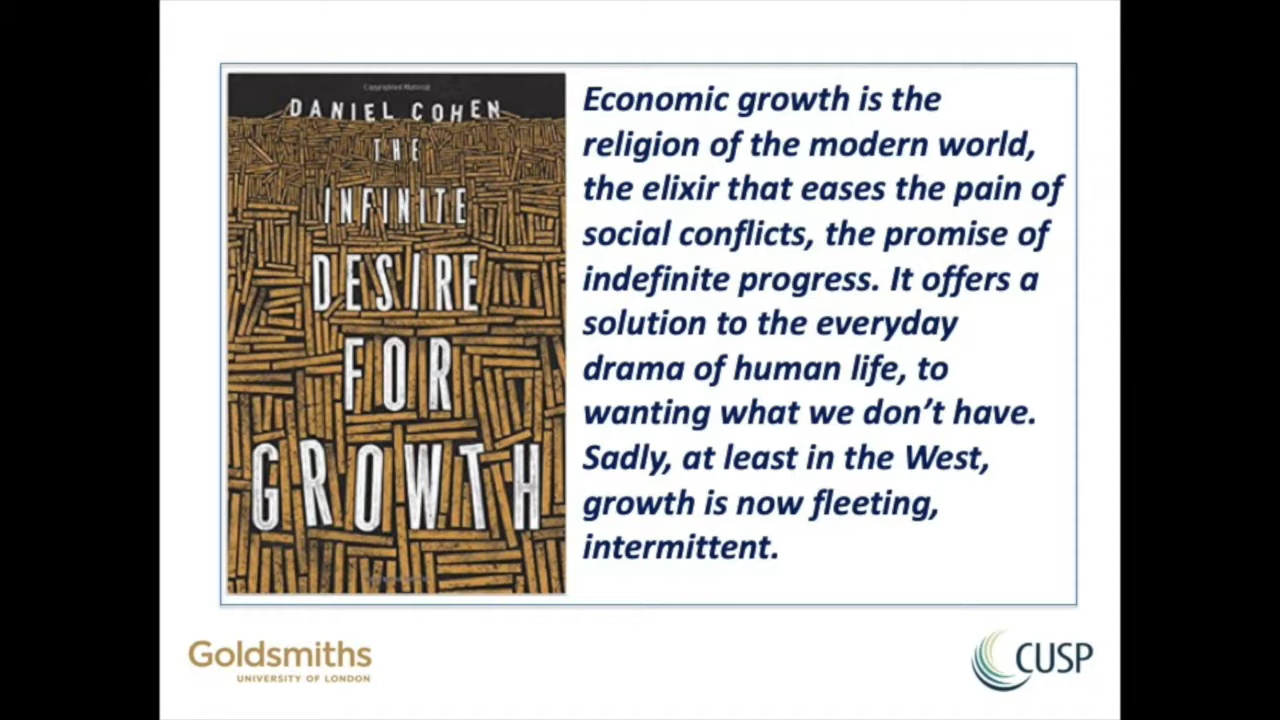 Copyrighted Material
DANIEL COHEN
THE
INFINITE
DESIRE
FOR
GROWTH
Economic growth is the
religion of the modern world,
the elixir that eases the pain of
social conflicts, the promise of
indefinite progress. It offers a
solution to the everyday
drama of human life, to
wanting what we don’t have.
Sadly, at least in the West,
growth is now fleeting,
intermittent.
Goldsmiths
UNIVERSITY OF LONDON
CUSP